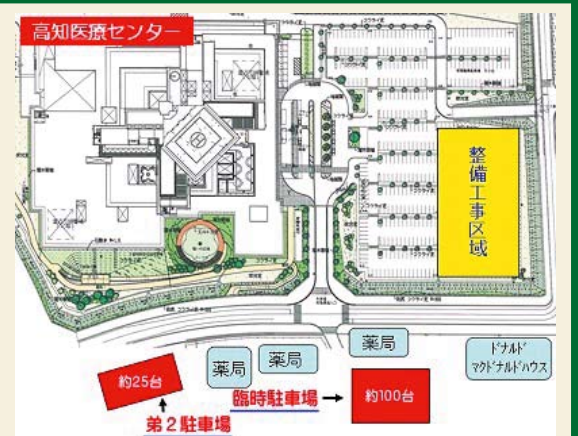 高知医療センター
整備工事区域
薬局
薬局
薬局
ドナルド
マクドナルドハウス
約25台
臨時駐車場 → 約100台
弟2駐車場